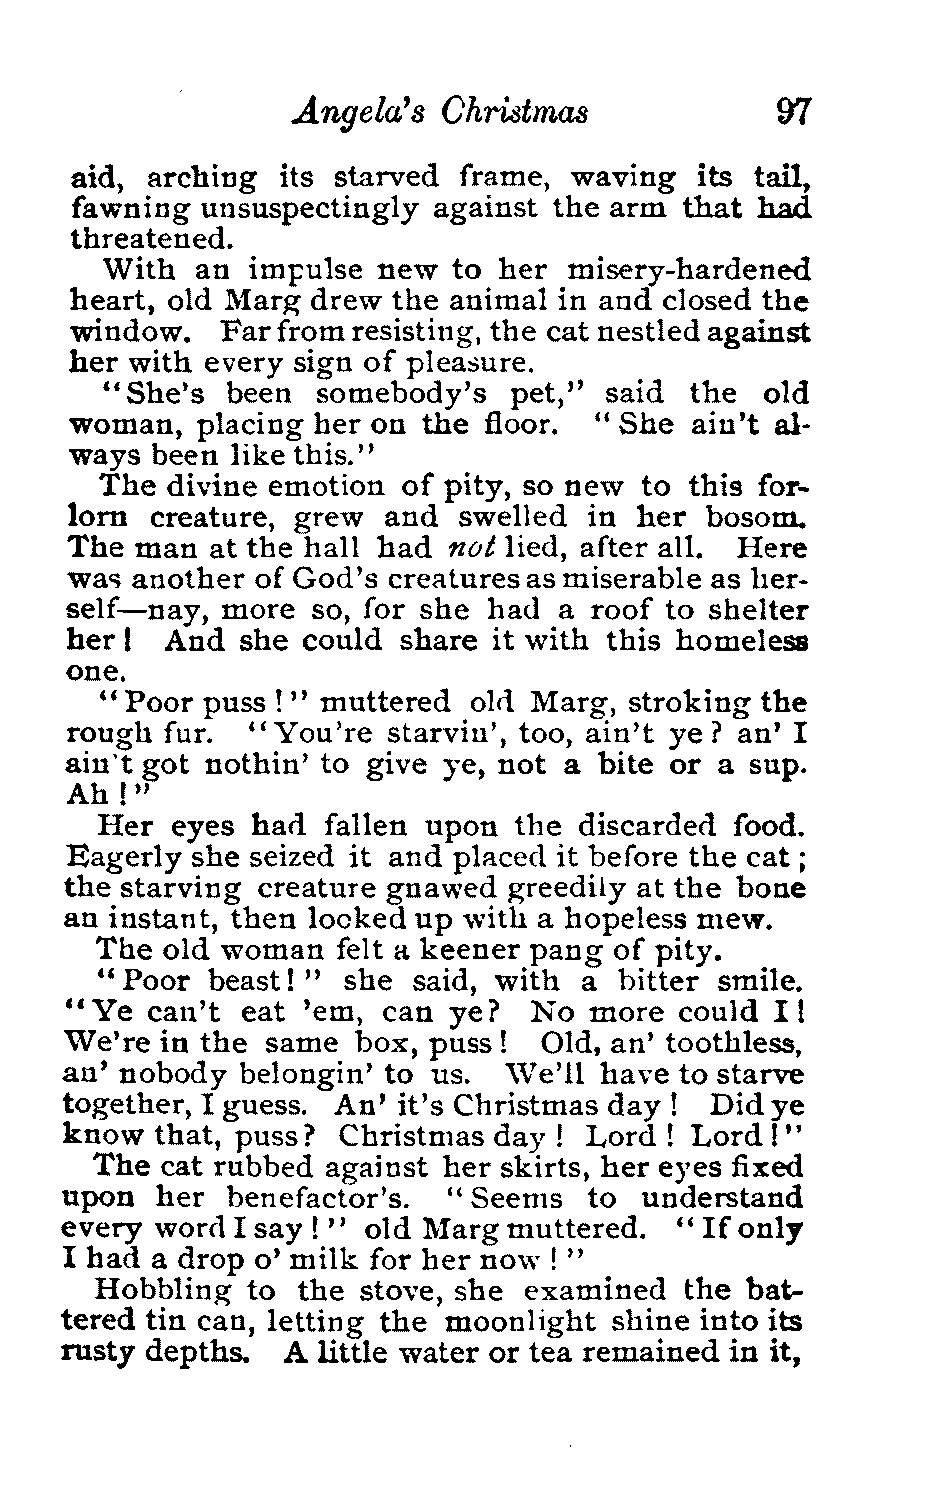 Angela's Christmas 97
aid, arching its starved frame, waving its tail,
fawning unsuspectingly against the arm that had
threatened.
With an impulse new to her misery-hardened
heart, old Marg drew the animal in and closed the
window. Far from resisting, the cat nestled against
her with every sign of pleasure.
"She's been somebody's pet," said the old
woman, placing her on the floor. "She ain't al-
ways been like this."
The divine emotion of pity, so new to this for-
lorn creature, grew and swelled in her bosom.
The man at the hall had not lied, after all. Here
was another of God's creatures as miserable as her-
self—nay, more so, for she had a roof to shelter
her! And she could share it with this homeless
one.
"Poor puss!" muttered old Marg, stroking the
rough fur. "You're starvin', too, ain't ye? an' I
ain't got nothin' to give ye, not a bite or a sup.
Ah!"
Her eyes had fallen upon the discarded food.
Eagerly she seized it and placed it before the cat;
the starving creature gnawed greedily at the bone
an instant, then looked up with a hopeless mew.
The old woman felt a keener pang of pity.
"Poor beast!" she said, with a bitter smile.
"Ye can't eat 'em, can ye? No more could I!
We're in the same box, puss! Old, an' toothless,
an' nobody belongin' to us. We'll have to starve
together, I guess. An' it's Christmas day! Did ye
know that, puss? Christmas day! Lord! Lord!"
The cat rubbed against her skirts, her eyes fixed
upon her benefactor's. "Seems to understand
every word I say!" old Marg muttered. "If only
I had a drop o' milk for her now!"
Hobbling to the stove, she examined the bat-
tered tin can, letting the moonlight shine into its
rusty depths. A little water or tea remained in it,